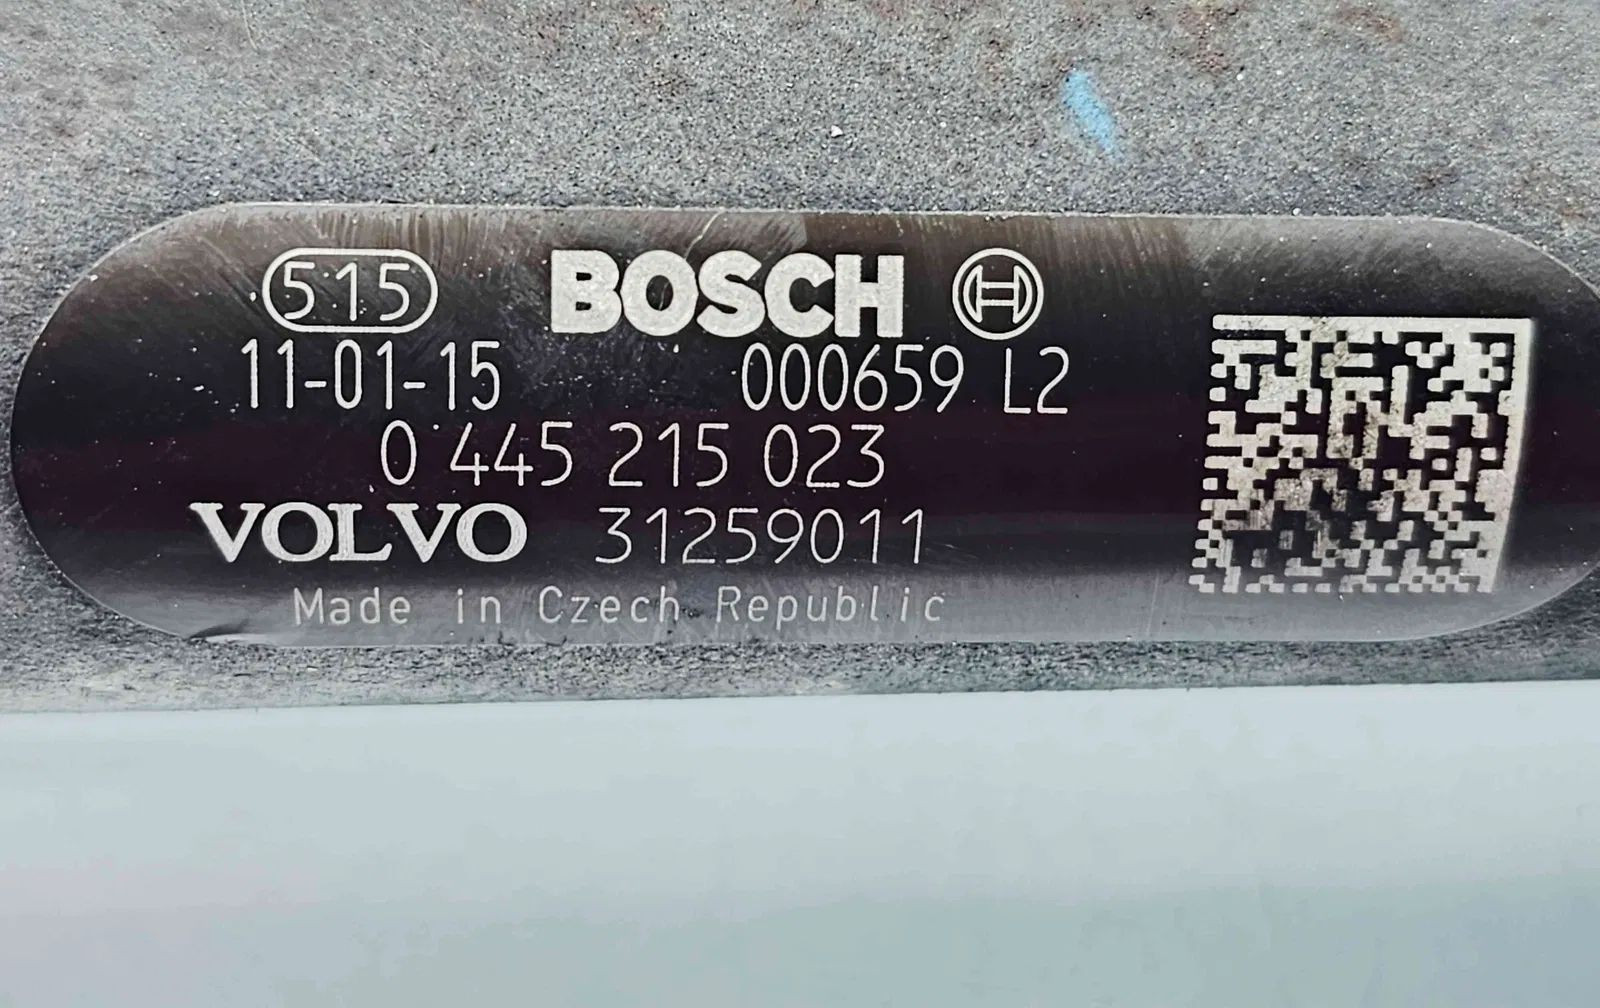 515 BOSCH
11-01-15 000659 L2
0 445 215 023
VOLVO 31259011
Made in Czech Republic